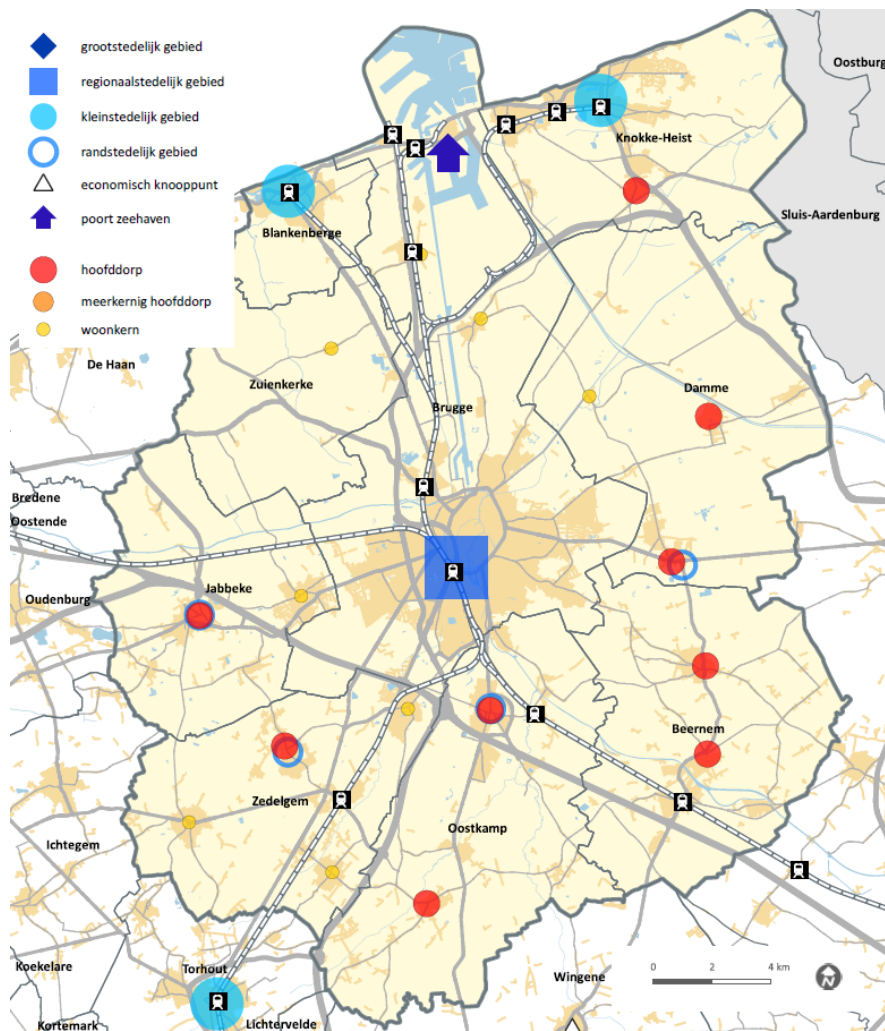 grootstedelijk gebied
regionaalstedelijk gebied
kleinstedelijk gebied
randstedelijk gebied
economisch knooppunt
poort zeehaven
hoofddorp
meerkernig hoofddorp
woonkern
Oostburg
Knokke-Heist
Sluis-Aardenburg
Blankenberge
De Haan
Zuienkerke
Damme
Brugge
Bredene
Oostende
Jabbeke
Oudenburg
Beernem
Zedelgem
Oostkamp
Ichtegem
Koekelare
Torhout
Wingene
0 2 4 km
N
Kortemark
Lichtervelde